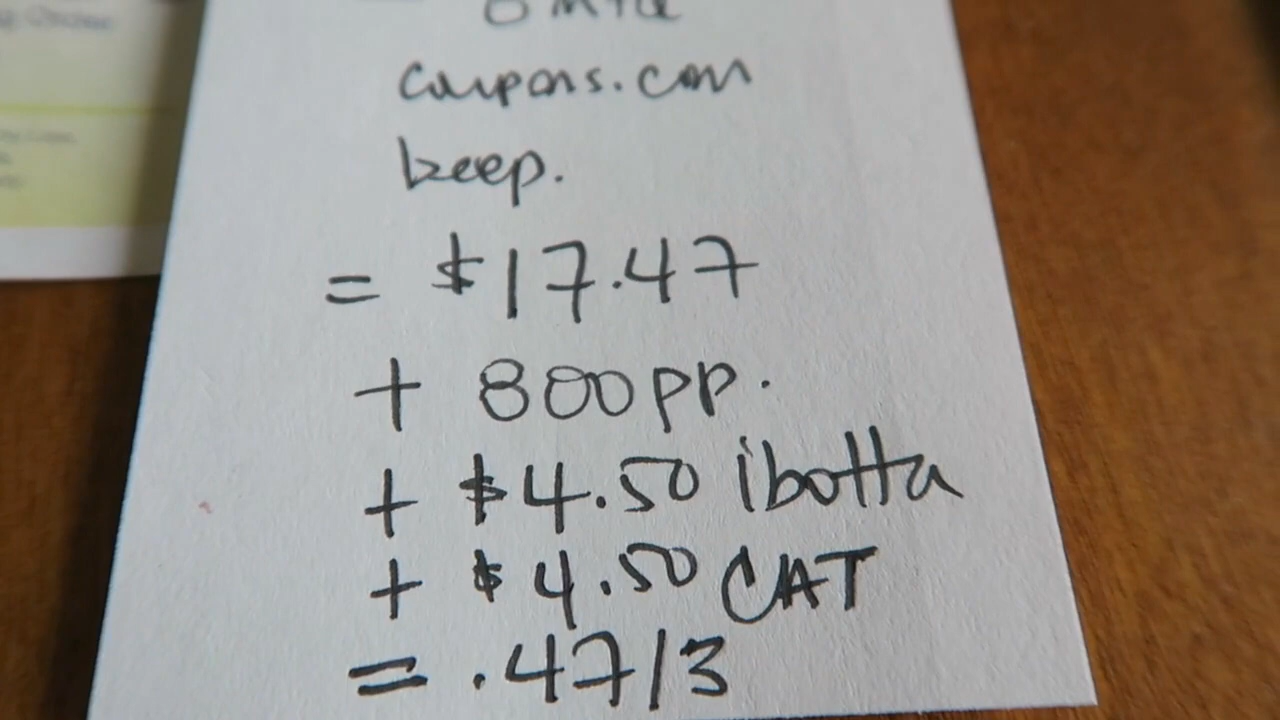 coupons.com
keep.
= $17.47
+ 800pp.
+ $4.50 ibotta
+ $4.50 CAT
= .47/3